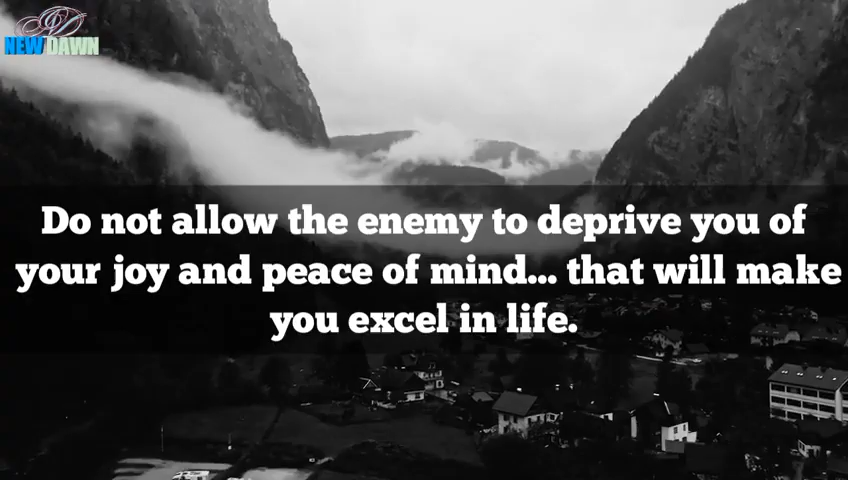 NEW DAWN
Do not allow the enemy to deprive you of
your joy and peace of mind... that will make
you excel in life.